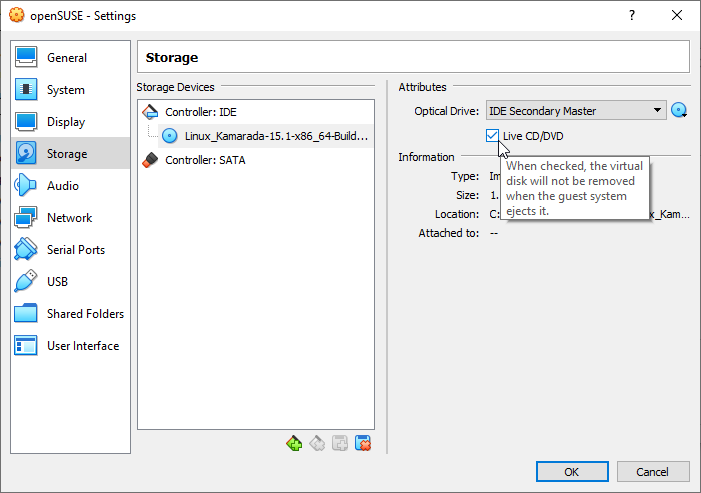 openSUSE - Settings
General
System
Display
Storage
Audio
Network
Serial Ports
USB
Shared Folders
User Interface
Storage
Storage Devices
Controller: IDE
Linux_Kamarada-15.1-x86_64-Build...
Controller: SATA
Attributes
Optical Drive: IDE Secondary Master
Live CD/DVD
Information
Type: Im
Size: 1.
Location: C: ux_Kam...
Attached to: --
When checked, the virtual
disk will not be removed
when the guest system
ejects it.
OK
Cancel